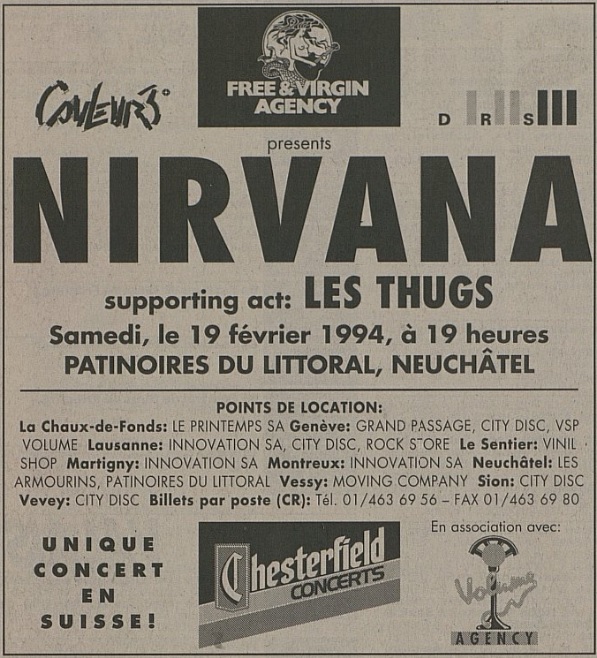 COULEUR3
FREE & VIRGIN
AGENCY
D R S III
presents
NIRVANA
supporting act: LES THUGS
Samedi, le 19 février 1994, à 19 heures
PATINOIRES DU LITTORAL, NEUCHÂTEL
POINTS DE LOCATION:
La Chaux-de-Fonds: LE PRINTEMPS SA Genève: GRAND PASSAGE, CITY DISC, VSP
VOLUME Lausanne: INNOVATION SA, CITY DISC, ROCK STORE Le Sentier: VINIL
SHOP Martigny: INNOVATION SA Montreux: INNOVATION SA Neuchâtel: LES
ARMOURINS, PATINOIRES DU LITTORAL Vessy: MOVING COMPANY Sion: CITY DISC
Vevey: CITY DISC Billets par poste (CR): Tél. 01/463 69 56 – FAX 01/463 69 80
UNIQUE
CONCERT
EN
SUISSE!
Chesterfield
CONCERTS
En association avec:
Volume
AGENCY